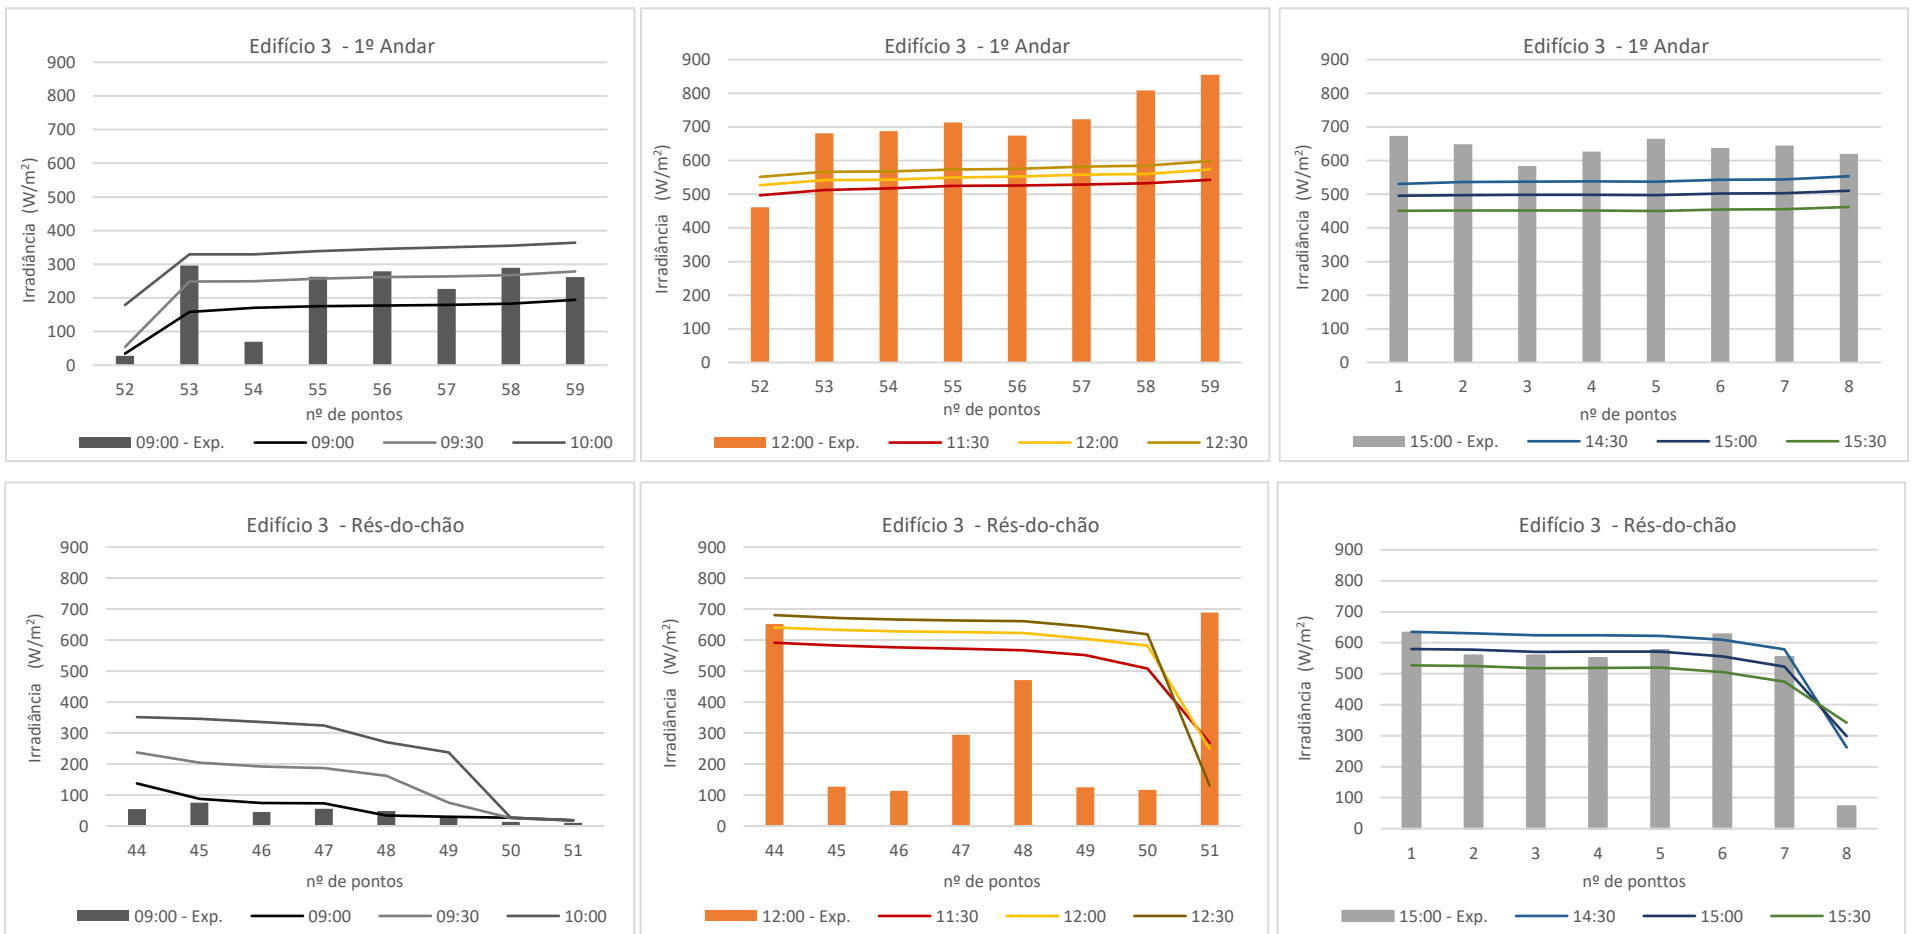 Edifício 3 - 1º Andar
900
800
700
600
500
400
300
200
100
0
Irradiância (W/m²)
52 53 54 55 56 57 58 59
nº de pontos
09:00 - Exp. 09:00 09:30 10:00
Edifício 3 - 1º Andar
900
800
700
600
500
400
300
200
100
0
Irradiância (W/m²)
52 53 54 55 56 57 58 59
nº de pontos
12:00 - Exp. 11:30 12:00 12:30
Edifício 3 - 1º Andar
900
800
700
600
500
400
300
200
100
0
Irradiância (W/m²)
1 2 3 4 5 6 7 8
nº de pontos
15:00 - Exp. 14:30 15:00 15:30
Edifício 3 - Rés-do-chão
900
800
700
600
500
400
300
200
100
0
Irradiância (W/m²)
44 45 46 47 48 49 50 51
nº de pontos
09:00 - Exp. 09:00 09:30 10:00
Edifício 3 - Rés-do-chão
900
800
700
600
500
400
300
200
100
0
Irradiância (W/m²)
44 45 46 47 48 49 50 51
nº de pontos
12:00 - Exp. 11:30 12:00 12:30
Edifício 3 - Rés-do-chão
900
800
700
600
500
400
300
200
100
0
Irradiância (W/m²)
1 2 3 4 5 6 7 8
nº de ponttos
15:00 - Exp. 14:30 15:00 15:30